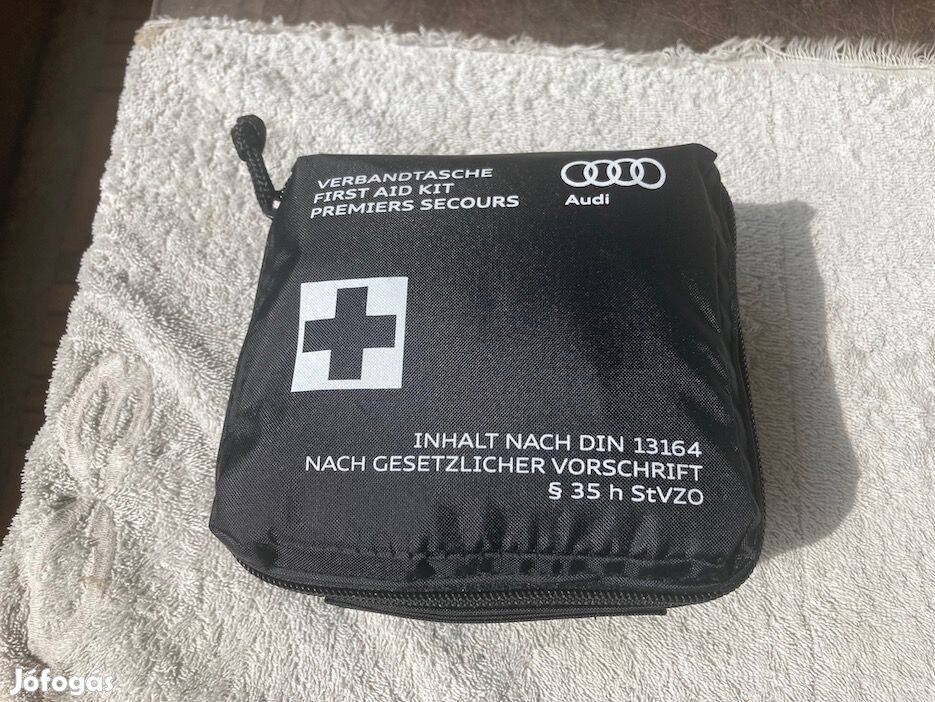 VERBANDTASCHE
FIRST AID KIT
PREMIERS SECOURS
Audi
INHALT NACH DIN 13164
NACH GESETZLICHER VORSCHRIFT
§ 35 h StVZO
Jófogás